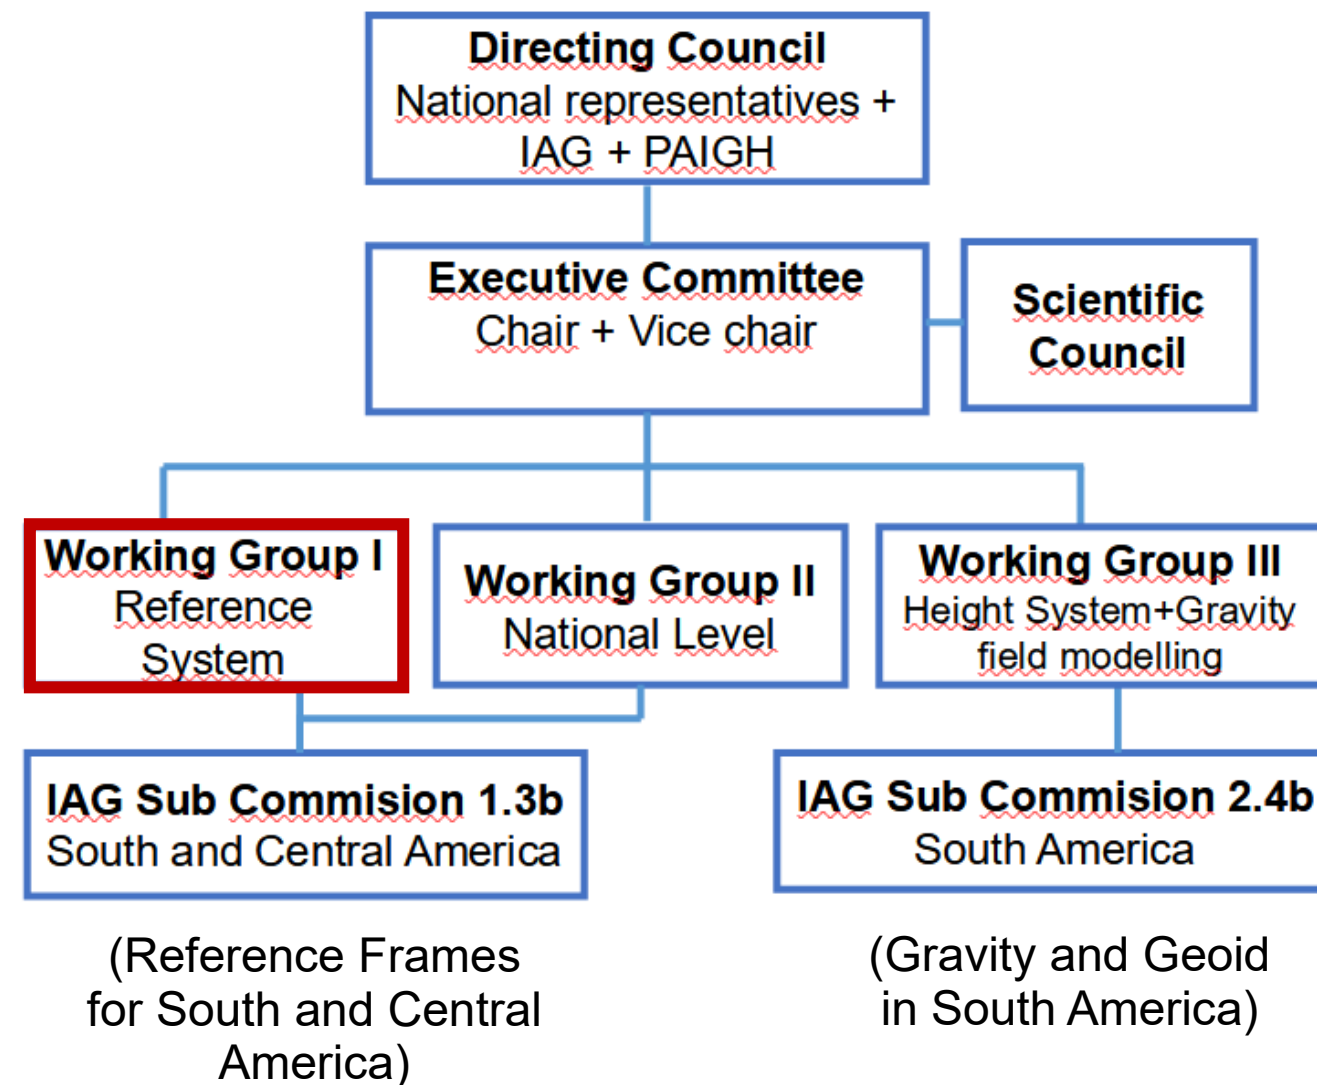 Directing Council
National representatives +
IAG + PAIGH
Executive Committee
Chair + Vice chair
Scientific
Council
Working Group I
Reference
System
Working Group II
National Level
Working Group III
Height System+Gravity
field modelling
IAG Sub Commision 1.3b
South and Central America
IAG Sub Commision 2.4b
South America
(Reference Frames
for South and Central
America)
(Gravity and Geoid
in South America)